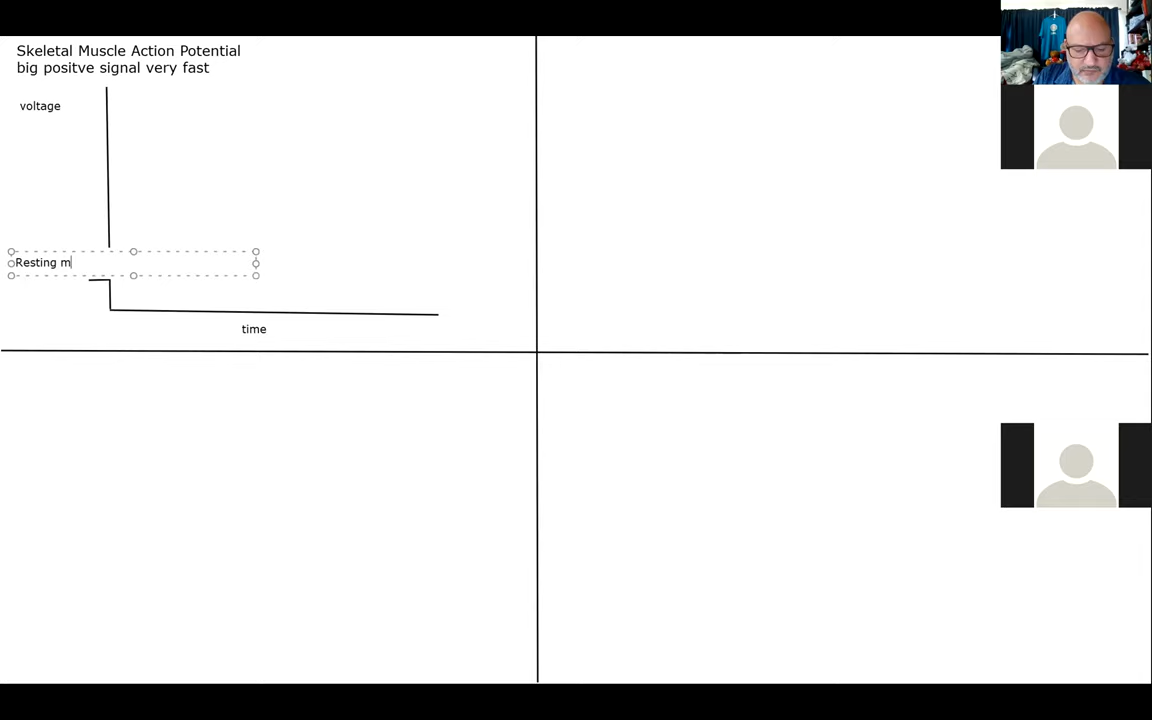 Skeletal Muscle Action Potential
big positve signal very fast
voltage
Resting m
time